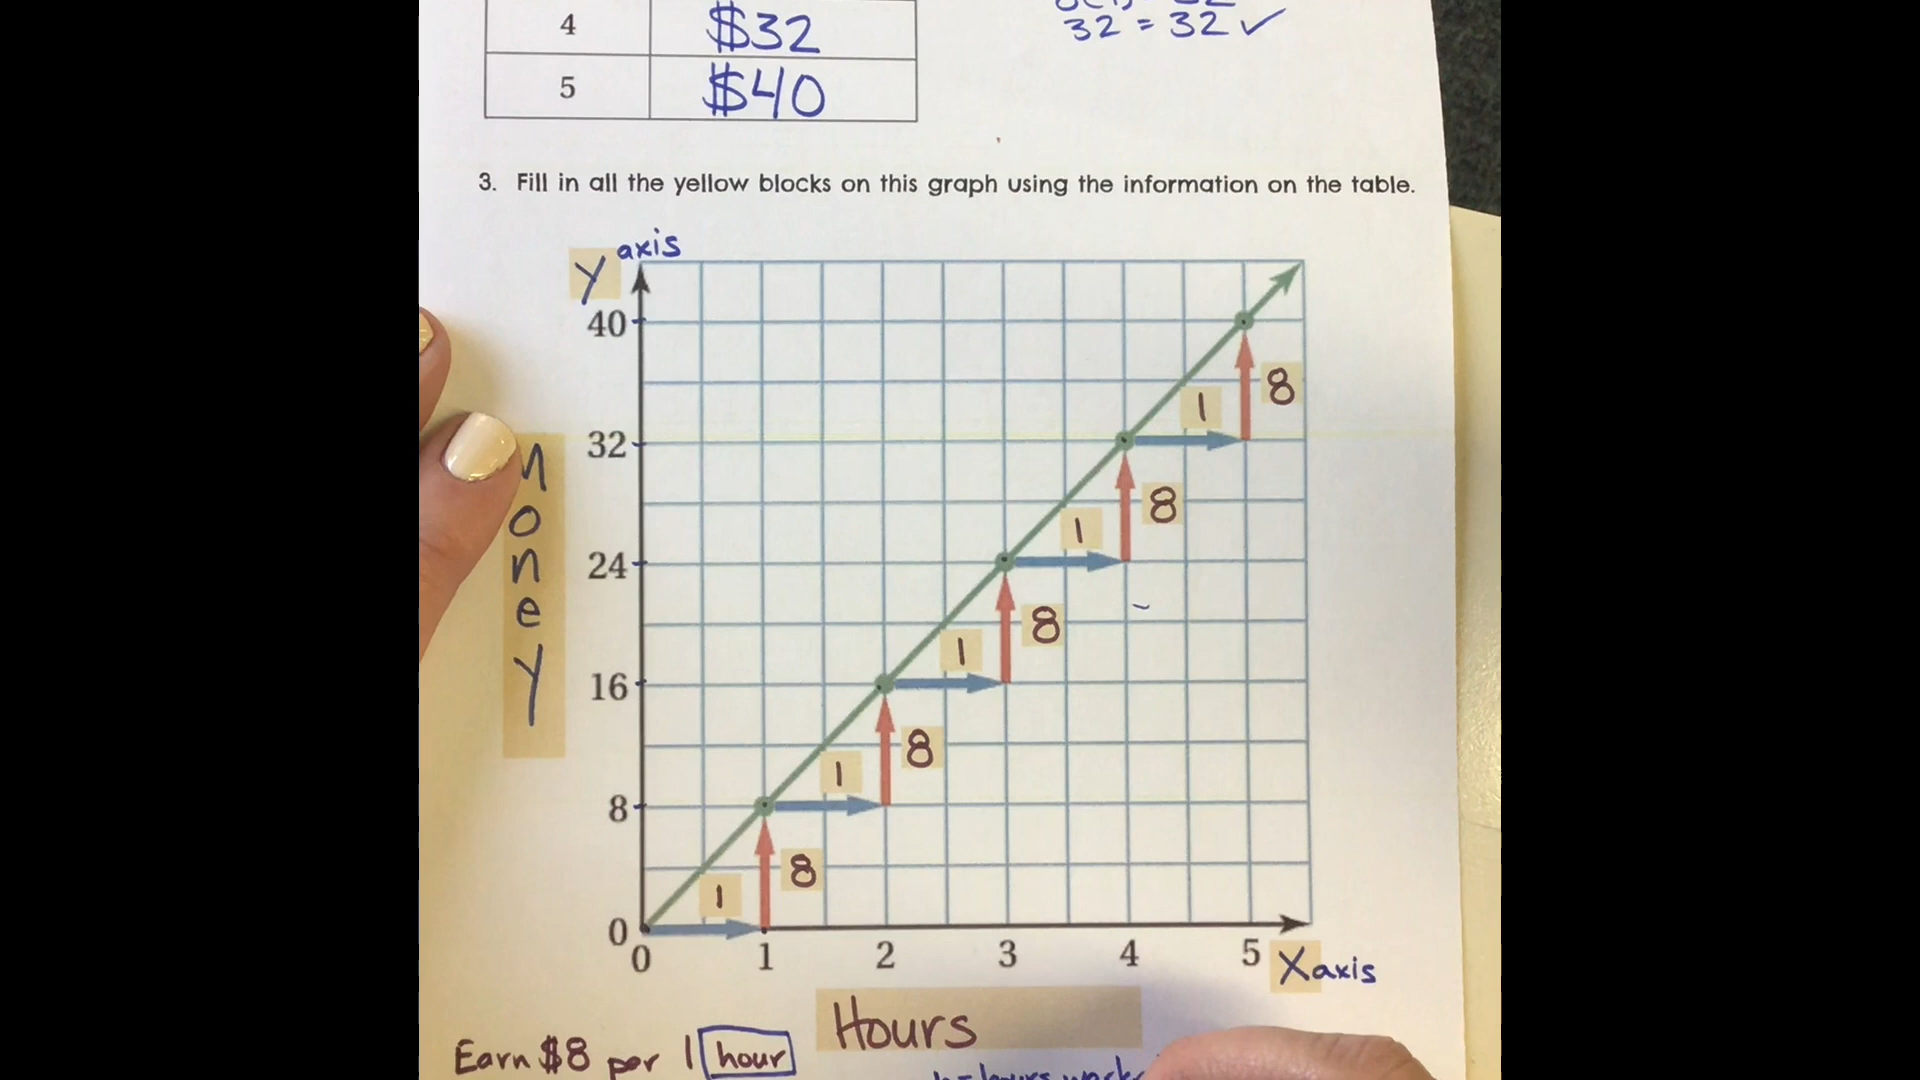 4 $32
32 = 32 ✓
5 $40
3. Fill in all the yellow blocks on this graph using the information on the table.
Y axis
40
8
1
32
8
1
money
24
8
1
16
8
1
8
8
1
0
0 1 2 3 4 5 X axis
Hours
Earn $8 per 1 hour